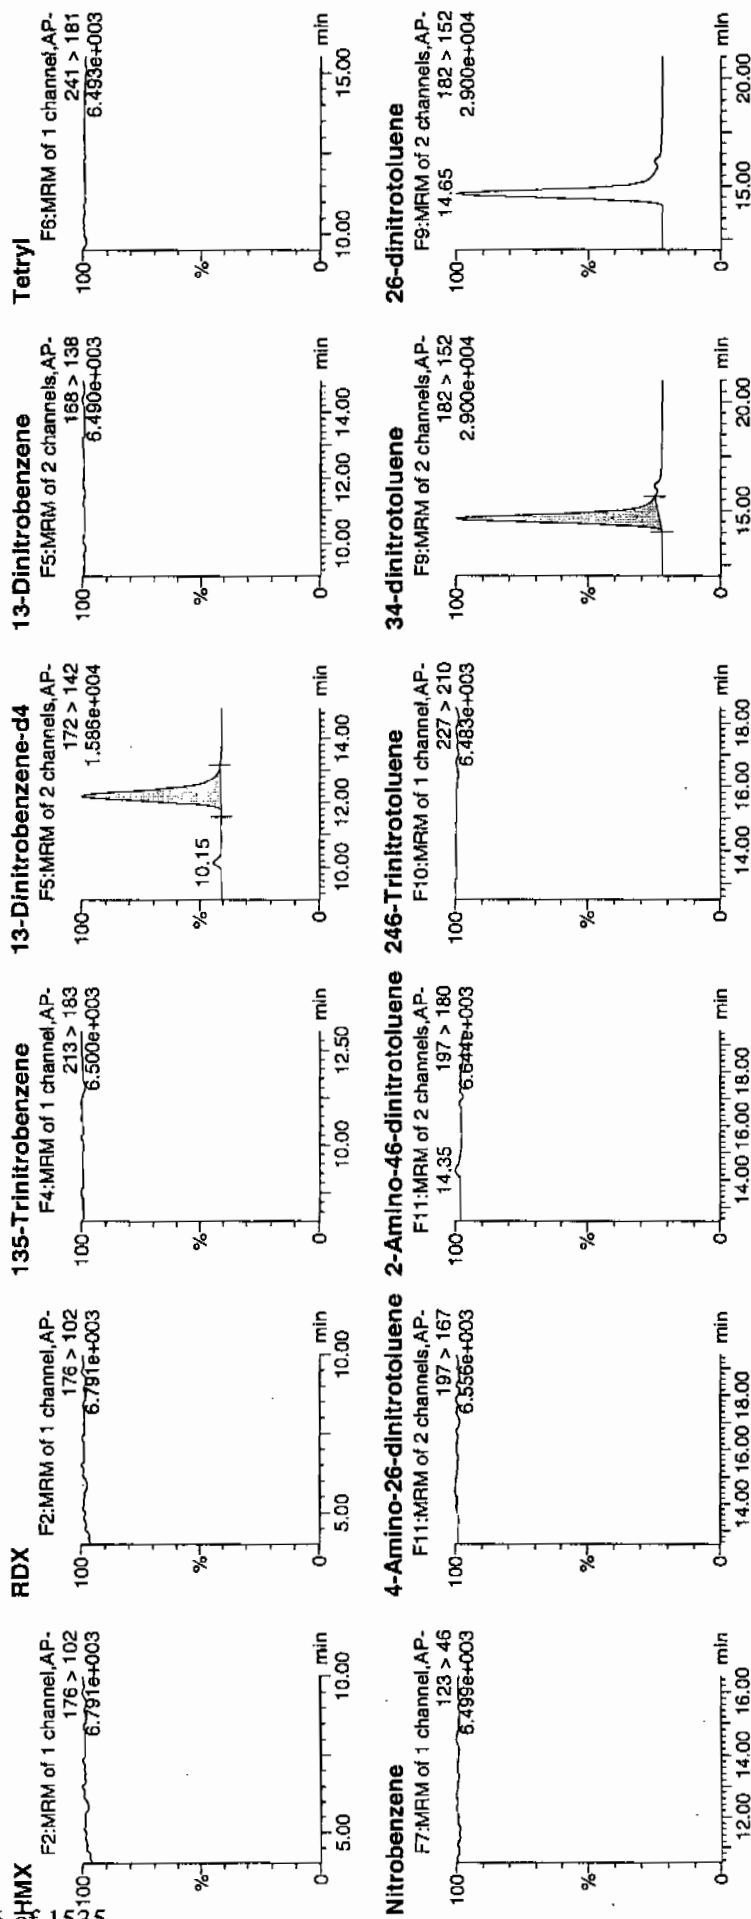 HMX
F2:MRM of 1 channel,AP-
176 > 102
6.791e+003
100
%
0
5.00
10.00
min
RDX
F2:MRM of 1 channel,AP-
176 > 102
6.791e+003
100
%
0
5.00
10.00
min
135-Trinitrobenzene
F4:MRM of 1 channel,AP-
213 > 183
6.500e+003
100
%
0
10.00
12.50
min
13-Dinitrobenzene-d4
F5:MRM of 2 channels,AP-
172 > 142
1.586e+004
100
10.15
%
0
10.00
12.00
14.00
min
13-Dinitrobenzene
F5:MRM of 2 channels,AP-
168 > 138
6.490e+003
100
%
0
10.00
12.00
14.00
min
Tetryl
F6:MRM of 1 channel,AP-
241 > 181
6.493e+003
100
%
0
10.00
15.00
min
Nitrobenzene
F7:MRM of 1 channel,AP-
123 > 46
6.499e+003
100
%
0
12.00
14.00
16.00
min
4-Amino-26-dinitrotoluene
F11:MRM of 2 channels,AP-
197 > 167
6.556e+003
100
%
0
14.00
16.00
18.00
min
2-Amino-46-dinitrotoluene
F11:MRM of 2 channels,AP-
197 > 180
6.644e+003
100
14.35
%
0
14.00
16.00
18.00
min
246-Trinitrotoluene
F10:MRM of 1 channel,AP-
227 > 210
6.483e+003
100
%
0
14.00
16.00
18.00
min
34-dinitrotoluene
F9:MRM of 2 channels,AP-
182 > 152
2.900e+004
100
%
0
15.00
20.00
min
26-dinitrotoluene
F9:MRM of 2 channels,AP-
182 > 152
2.900e+004
100
14.65
%
0
15.00
20.00
min